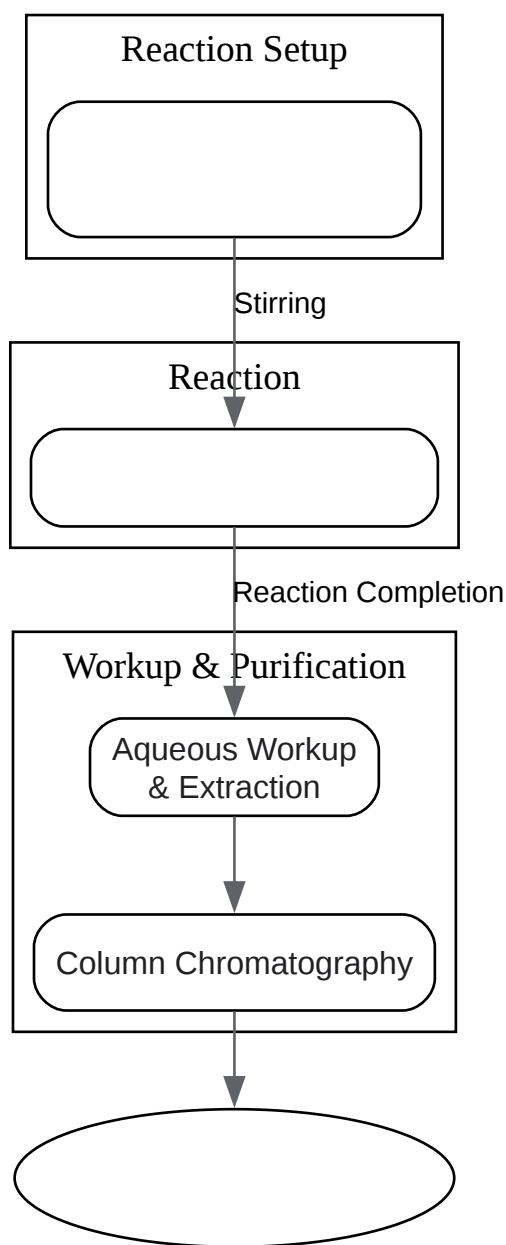 Reaction Setup
Stirring
Reaction
Reaction Completion
Workup & Purification
Aqueous Workup
& Extraction
Column Chromatography